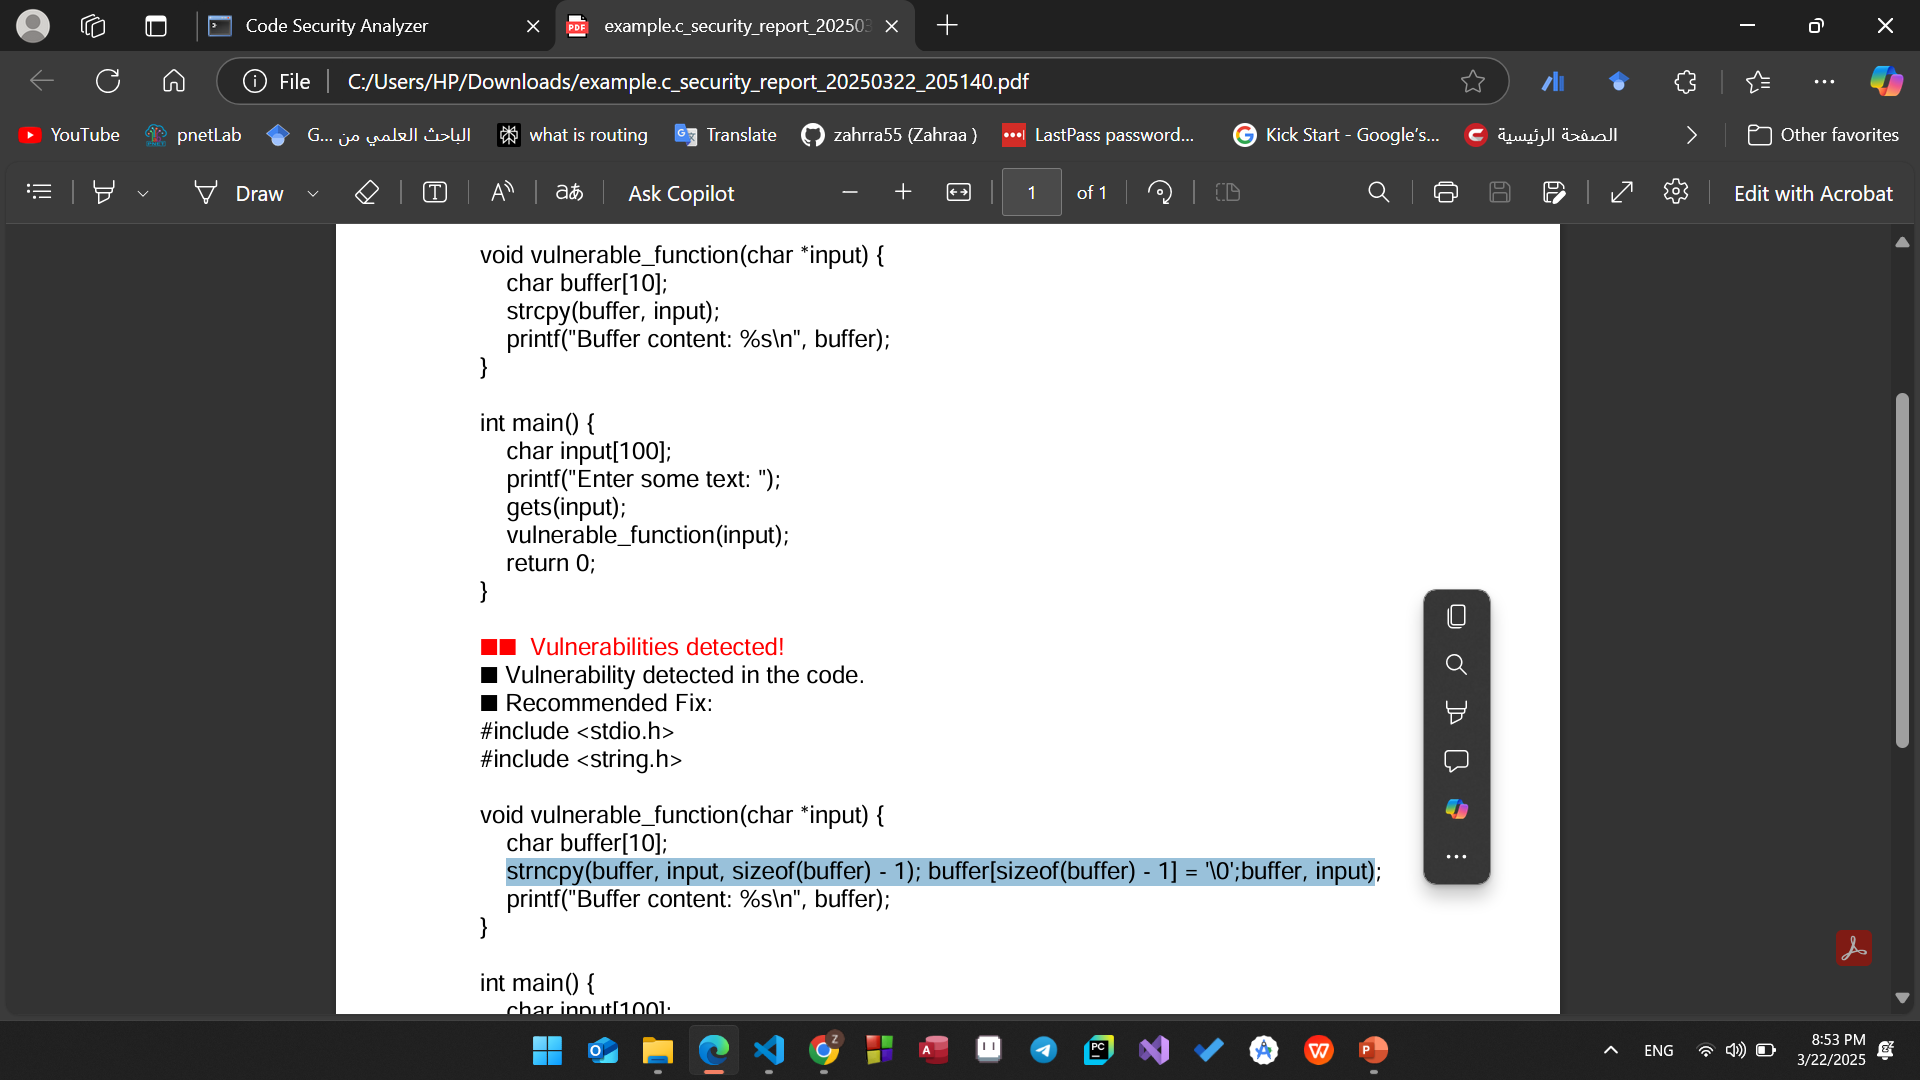 Code Security Analyzer
example.c_security_report_202503
File
C:/Users/HP/Downloads/example.c_security_report_20250322_205140.pdf
YouTube
pnetLab
G... الباحث العلمي من
what is routing
Translate
zahrra55 (Zahraa )
LastPass password...
Kick Start - Google's...
الصفحة الرئيسية
Other favorites
Draw
Ask Copilot
1 of 1
Edit with Acrobat
void vulnerable_function(char *input) {
char buffer[10];
strcpy(buffer, input);
printf("Buffer content: %s\n", buffer);
}
int main() {
char input[100];
printf("Enter some text: ");
gets(input);
vulnerable_function(input);
return 0;
}
■■ Vulnerabilities detected!
■ Vulnerability detected in the code.
■ Recommended Fix:
#include <stdio.h>
#include <string.h>
void vulnerable_function(char *input) {
char buffer[10];
strncpy(buffer, input, sizeof(buffer) - 1); buffer[sizeof(buffer) - 1] = '\0';buffer, input);
printf("Buffer content: %s\n", buffer);
}
int main() {
char input[100];
ENG
8:53 PM
3/22/2025